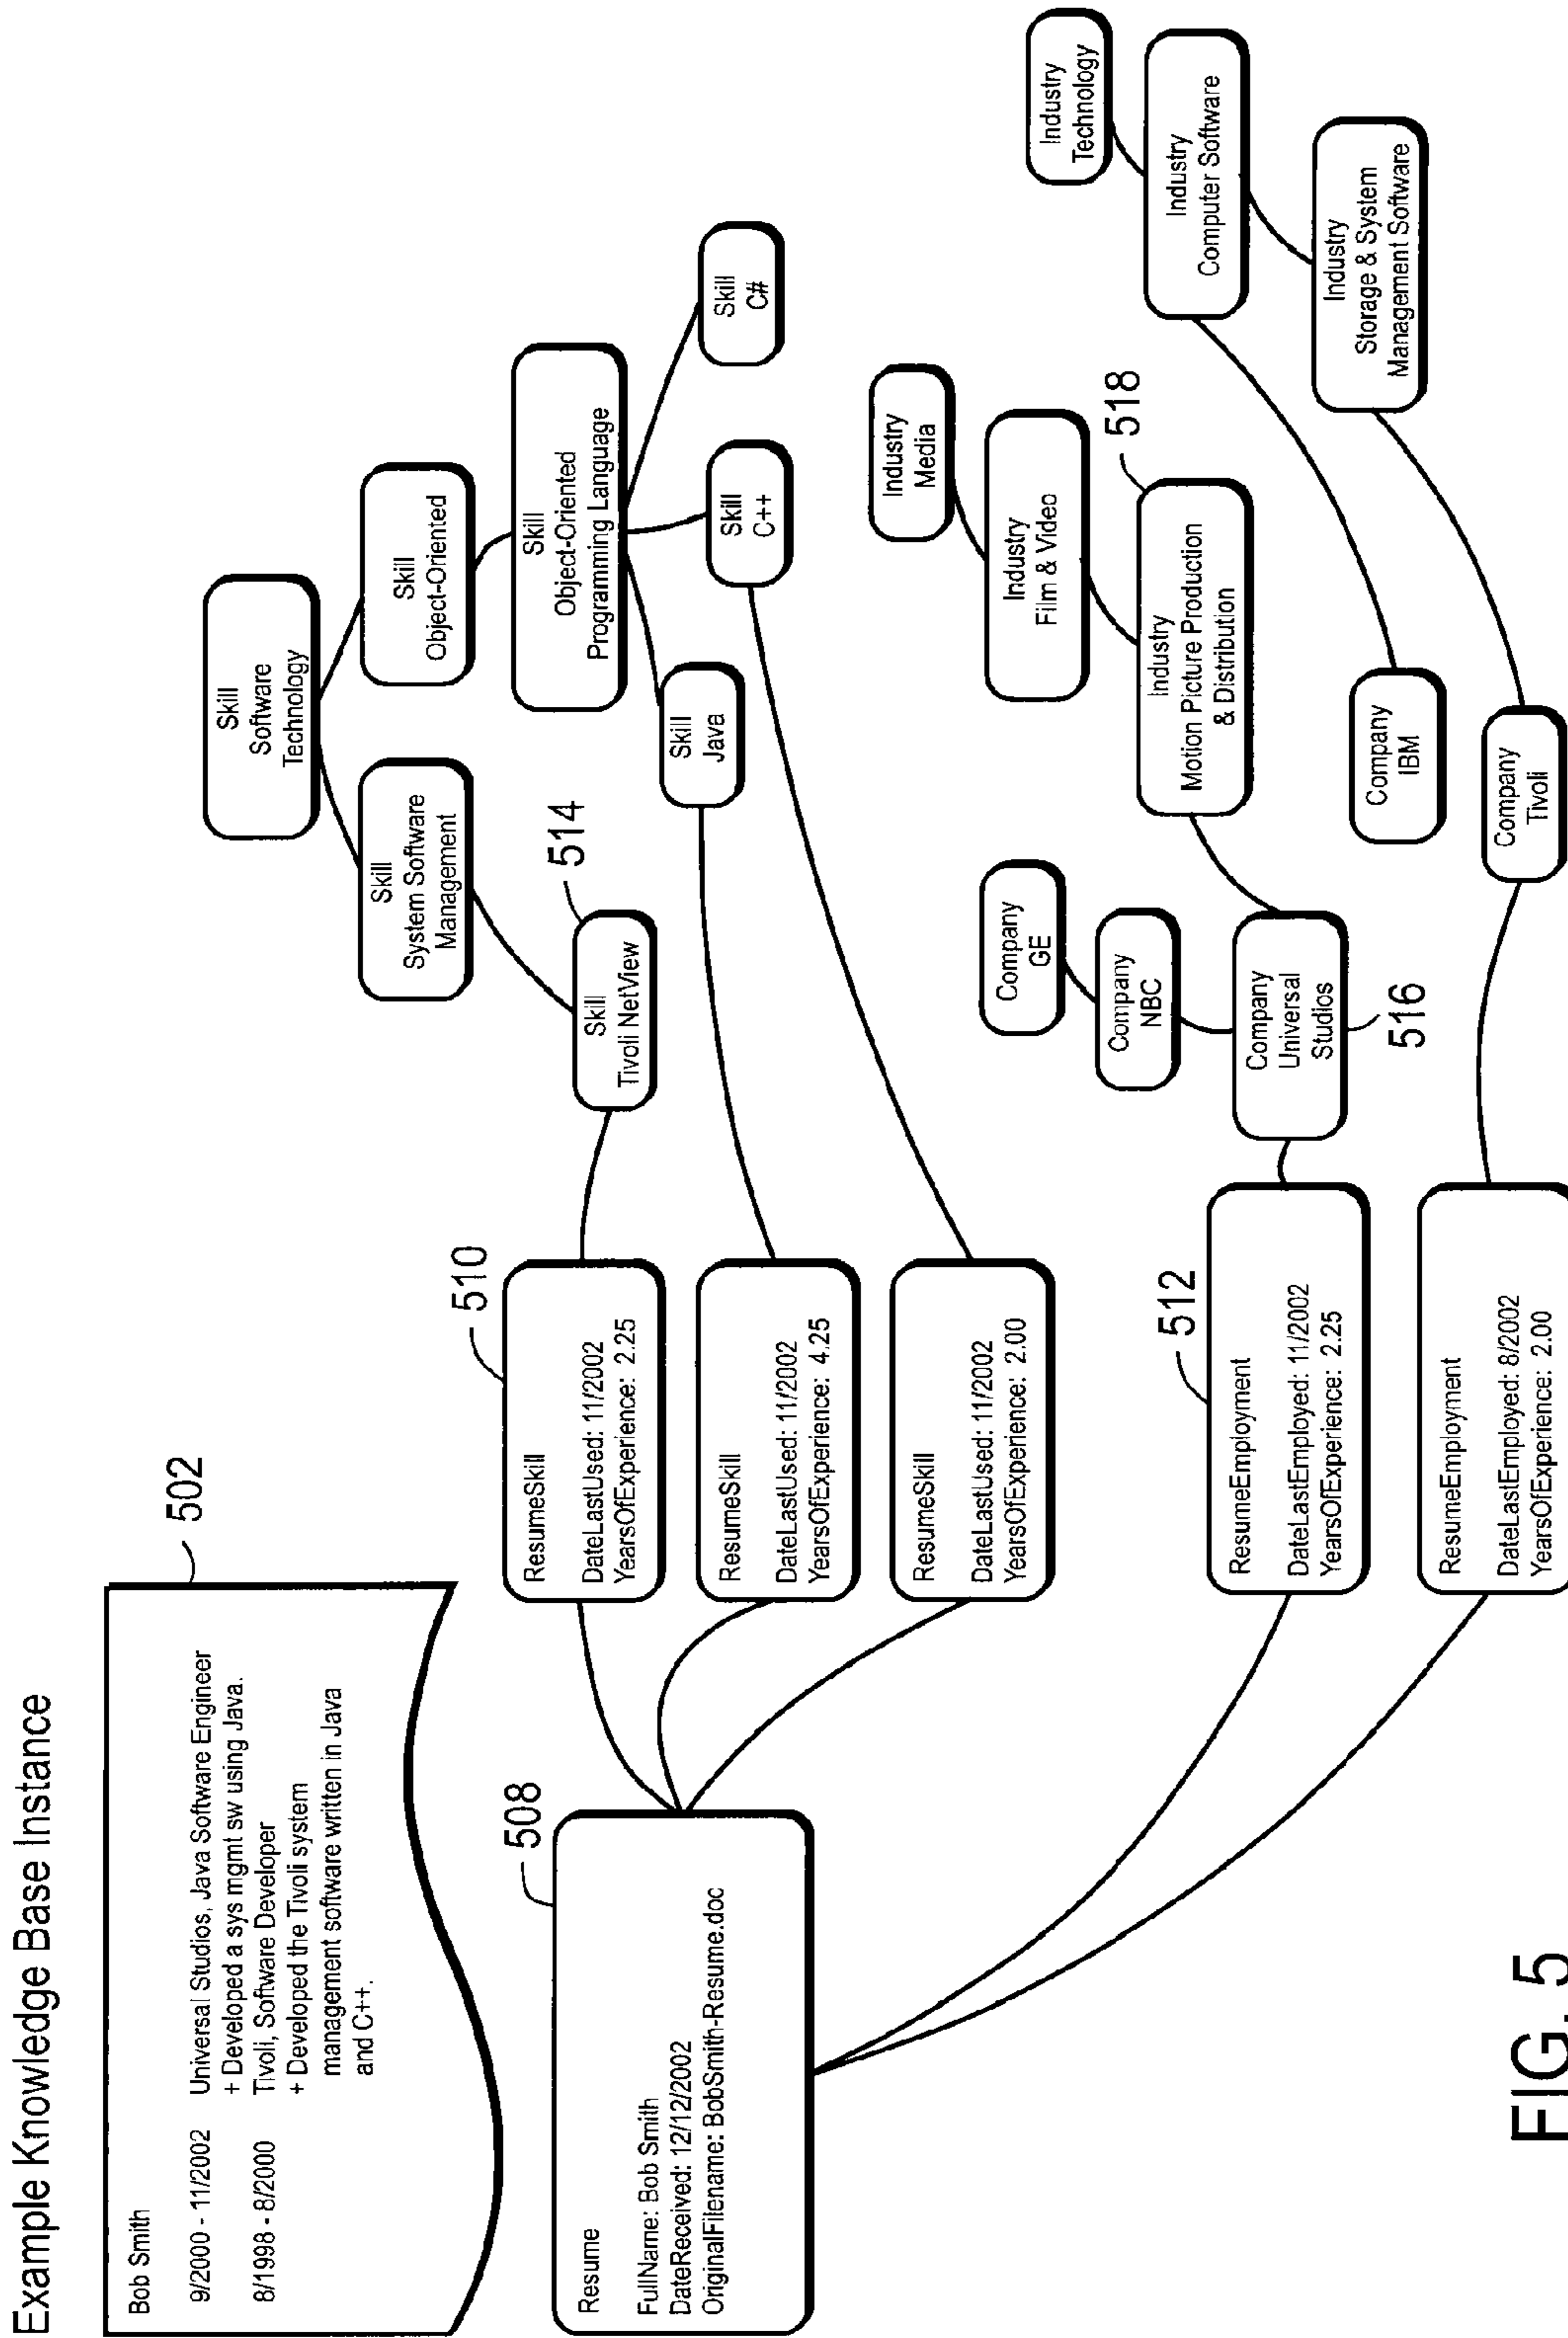 Example Knowledge Base Instance
502
Bob Smith
9/2000 - 11/2002 Universal Studios, Java Software Engineer
+ Developed a sys mgmt sw using Java.
8/1998 - 8/2000 Tivoli, Software Developer
+ Developed the Tivoli system
management software written in Java
and C++.
508
Resume
FullName: Bob Smith
DateReceived: 12/12/2002
OriginalFilename: BobSmith-Resume.doc
510
ResumeSkill
DateLastUsed: 11/2002
YearsOfExperience: 2.25
ResumeSkill
DateLastUsed: 11/2002
YearsOfExperience: 4.25
ResumeSkill
DateLastUsed: 11/2002
YearsOfExperience: 2.00
512
ResumeEmployment
DateLastEmployed: 11/2002
YearsOfExperience: 2.25
ResumeEmployment
DateLastEmployed: 8/2002
YearsOfExperience: 2.00
Skill
Software
Technology
Skill
System Software
Management
Skill
Object-Oriented
514
Skill
Tivoli NetView
Skill
Object-Oriented
Programming Language
Skill
Java
Skill
C++
Skill
C#
Company
GE
Company
NBC
Company
Universal
Studios
516
Industry
Media
Industry
Film & Video
518
Industry
Motion Picture Production
& Distribution
Company
IBM
Company
Tivoli
Industry
Technology
Industry
Computer Software
Industry
Storage & System
Management Software
FIG. 5